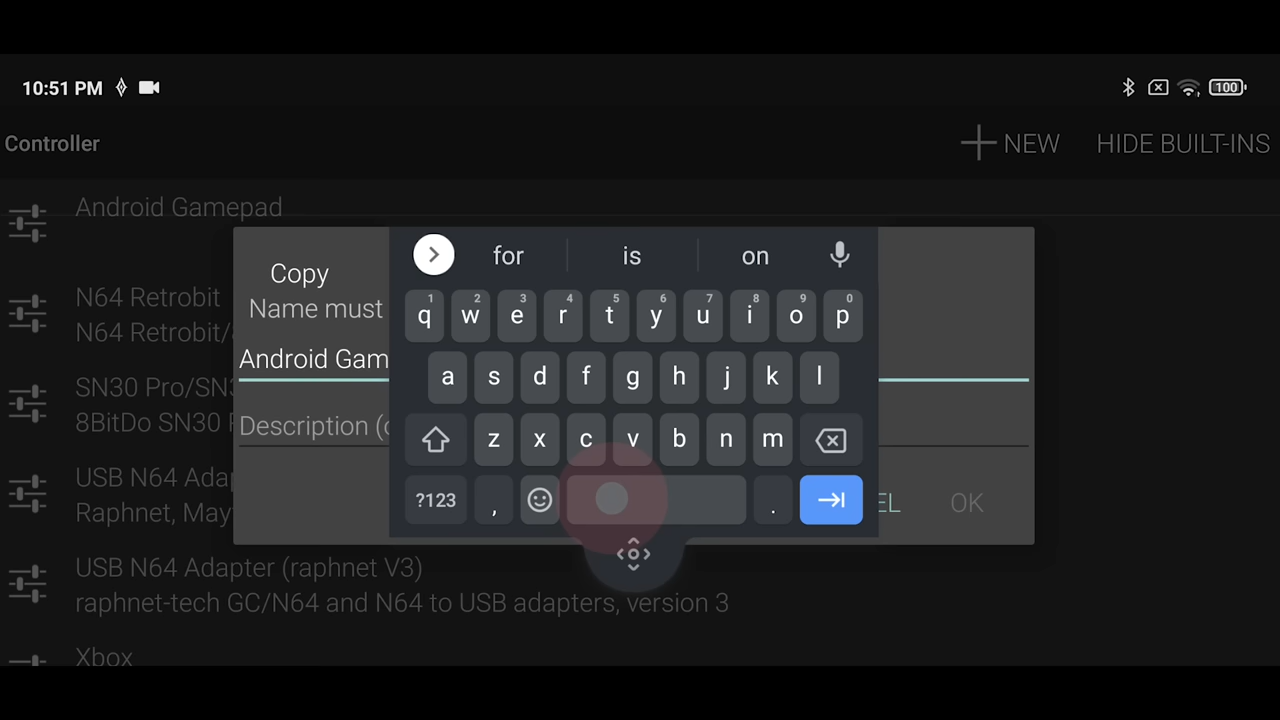 10:51 PM 100
Controller NEW HIDE BUILT-INS
Android Gamepad
N64 Retrobit
N64 Retrobit/
SN30 Pro/SN3
8BitDo SN30
USB N64 Ada
Raphnet, May
USB N64 Adapter (raphnet V3)
raphnet-tech GC/N64 and N64 to USB adapters, version 3
Xbox
Copy
Name must
Android Gam
Description (
EL OK
for is on
1 2 3 4 5 6 7 8 9 0
q w e r t y u i o p
a s d f g h j k l
z x c v b n m
?123 , .